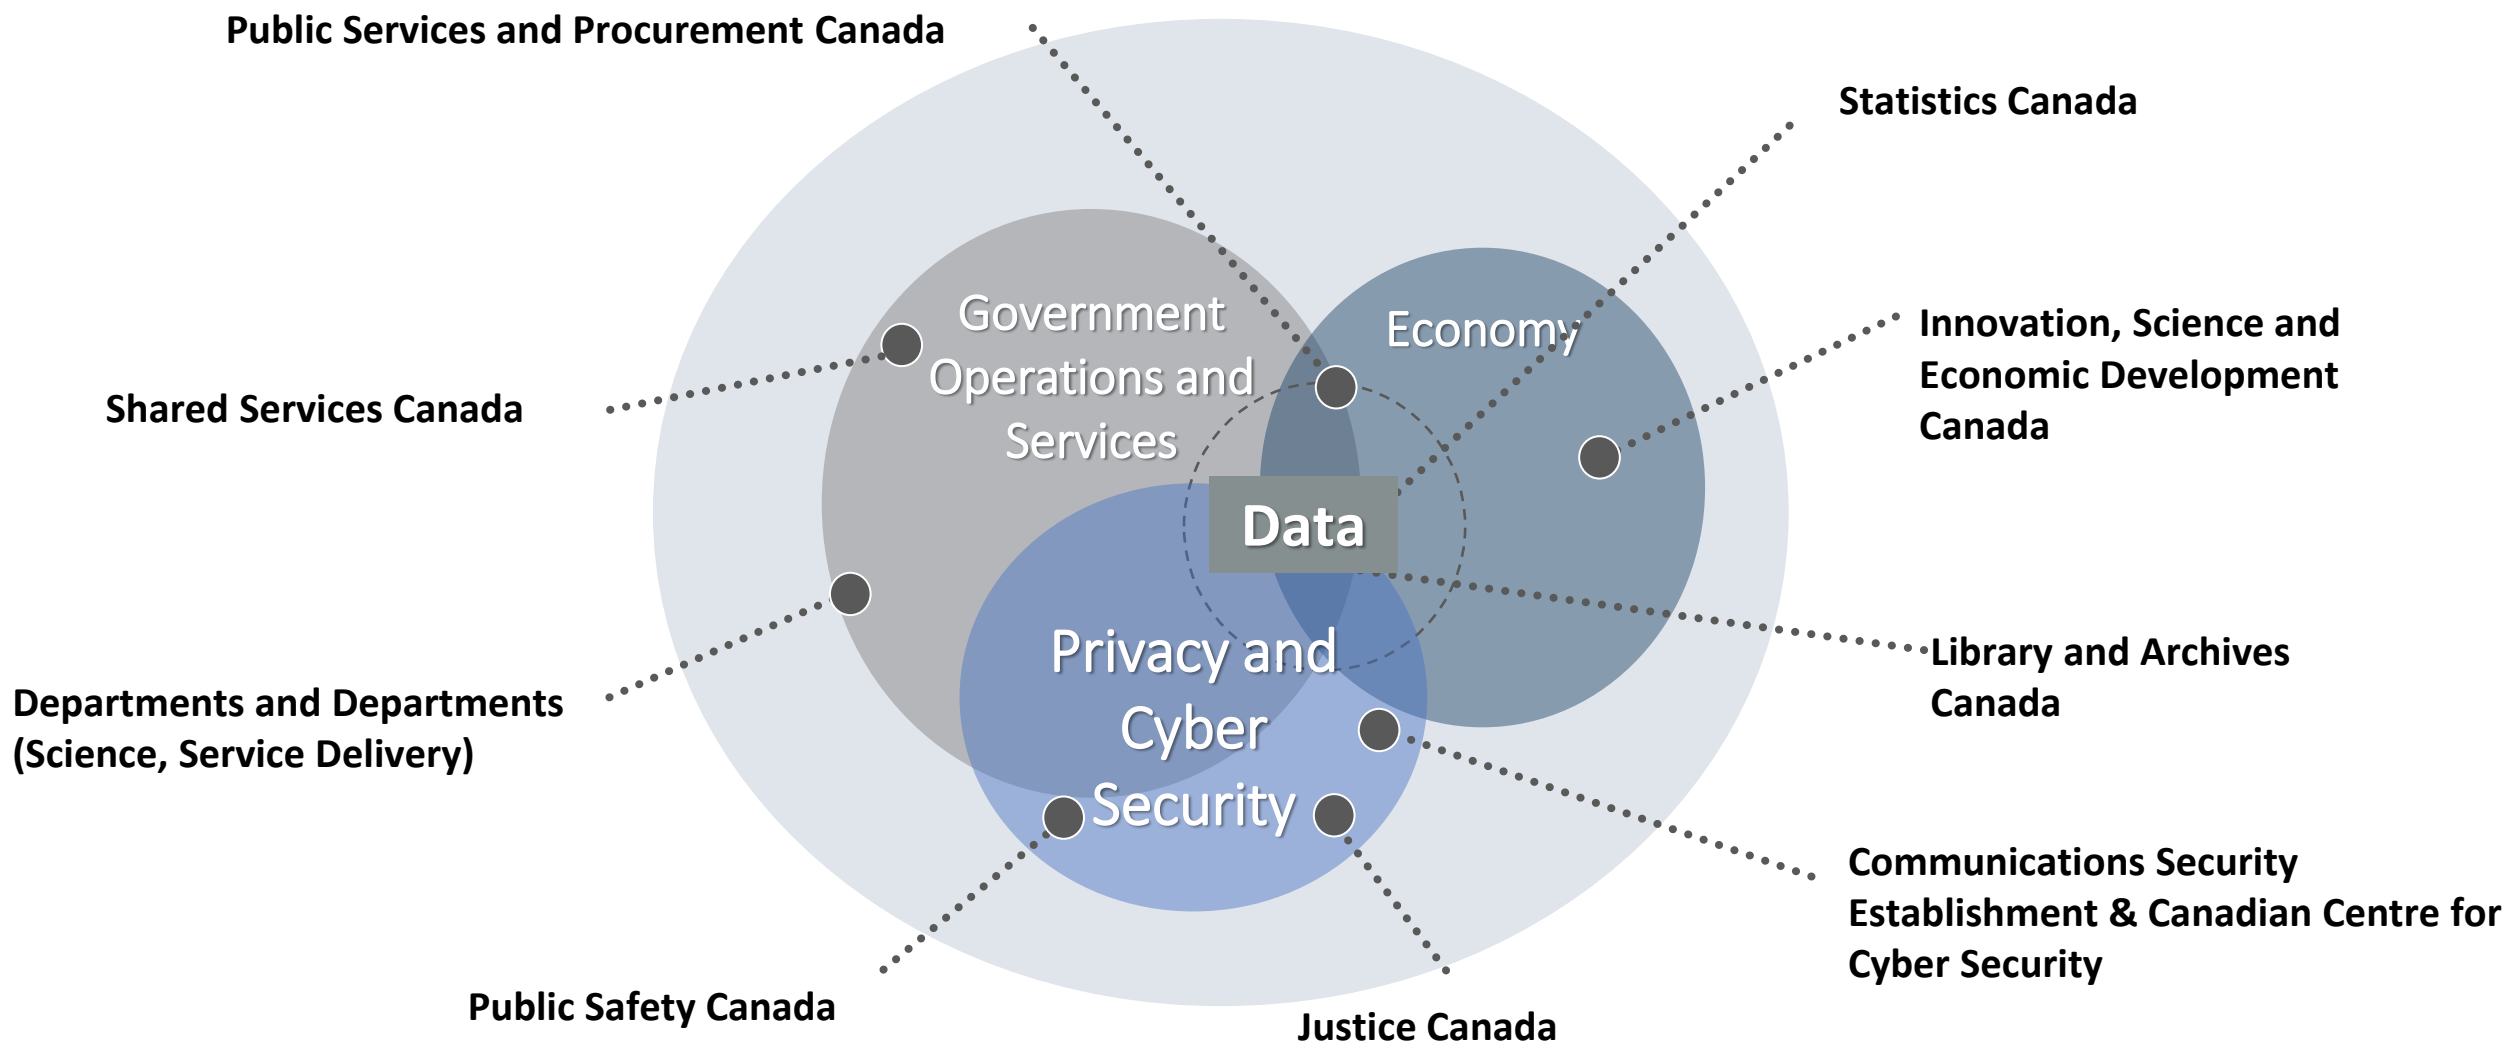 Public Services and Procurement Canada
Statistics Canada
Government
Operations and
Services
Economy
Innovation, Science and
Economic Development
Canada
Shared Services Canada
Data
Privacy and
Cyber
Security
Library and Archives
Canada
Departments and Departments
(Science, Service Delivery)
Communications Security
Establishment & Canadian Centre for
Cyber Security
Public Safety Canada
Justice Canada